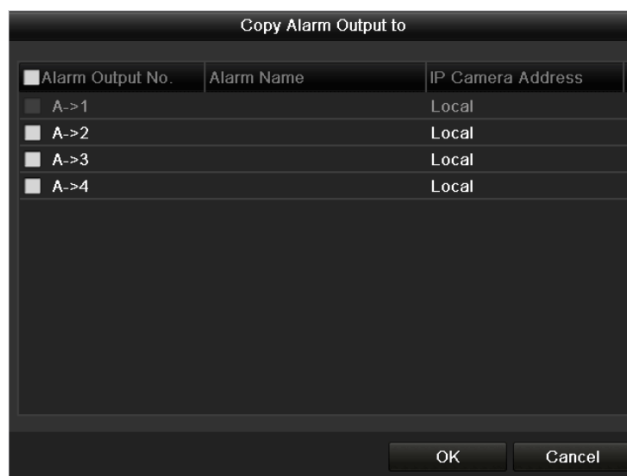 Copy Alarm Output to
Alarm Output No. Alarm Name IP Camera Address
A->1 Local
A->2 Local
A->3 Local
A->4 Local
OK Cancel